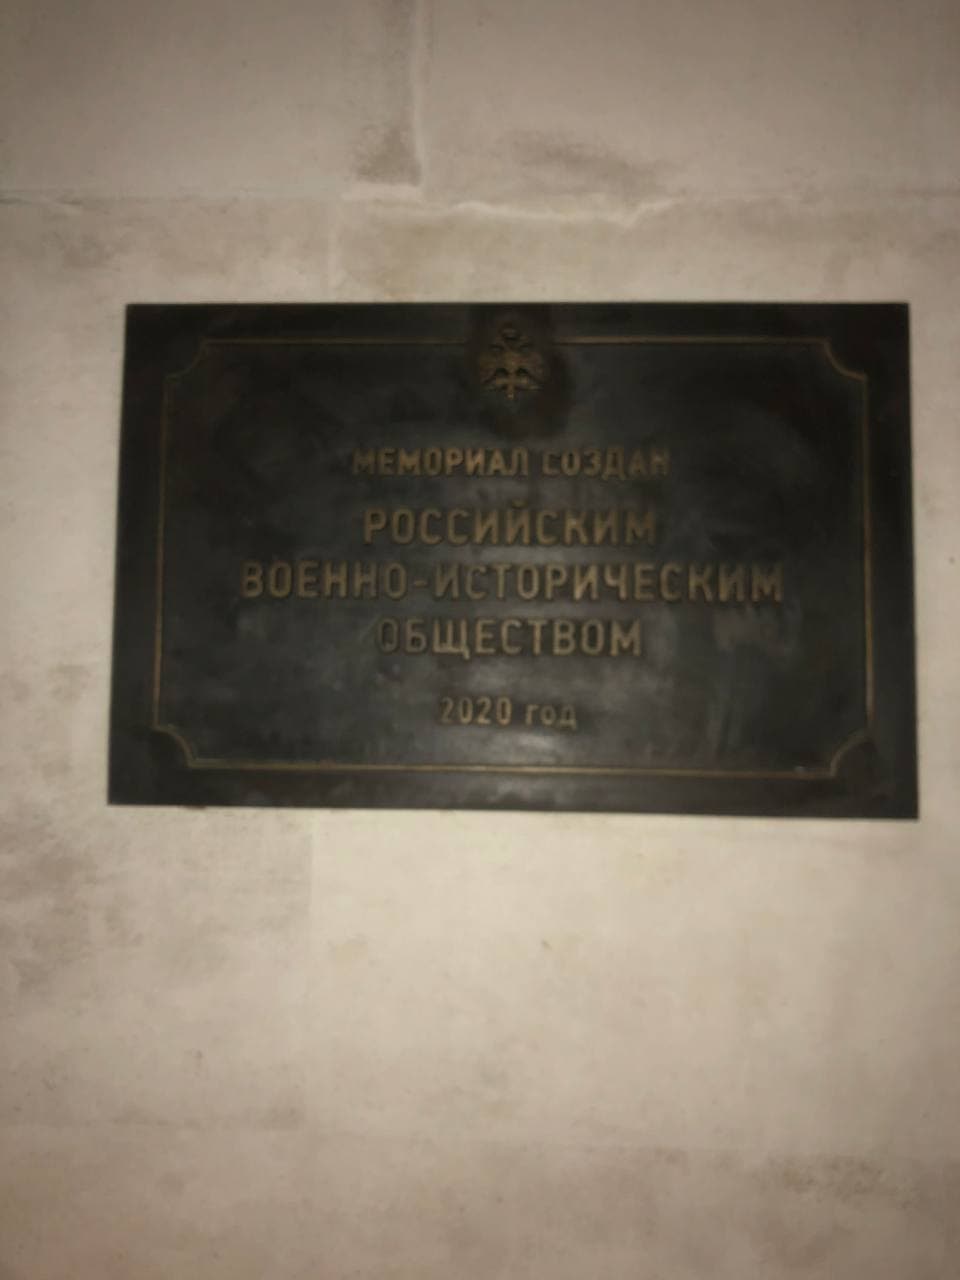 МЕМОРИАЛ СОЗДАН
РОССИЙСКИМ
ВОЕННО-ИСТОРИЧЕСКИМ
ОБЩЕСТВОМ
2020 год